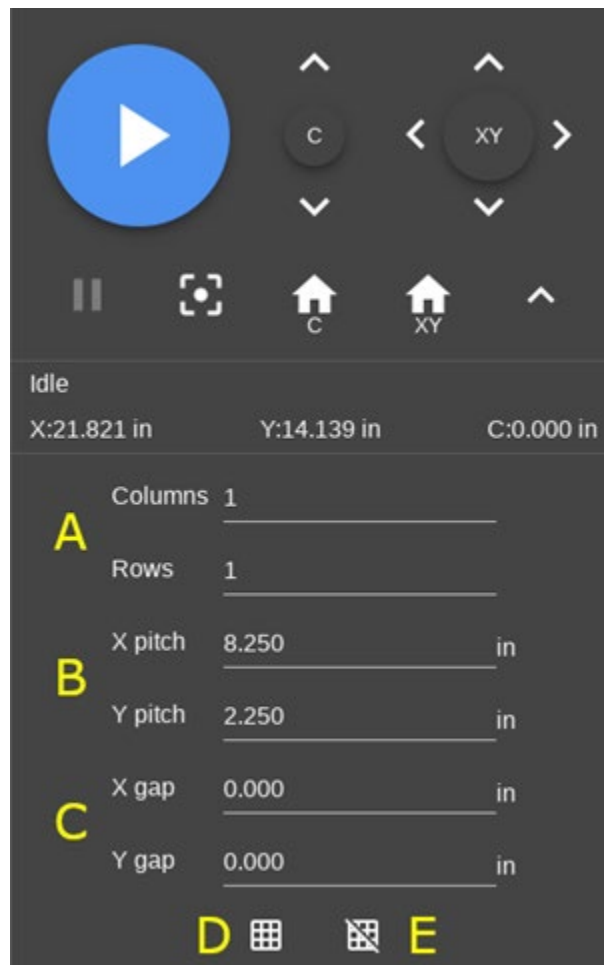 C
XY
C
XY
Idle
X:21.821 in Y:14.139 in C:0.000 in
A
Columns 1
Rows 1
B
X pitch 8.250 in
Y pitch 2.250 in
C
X gap 0.000 in
Y gap 0.000 in
D E